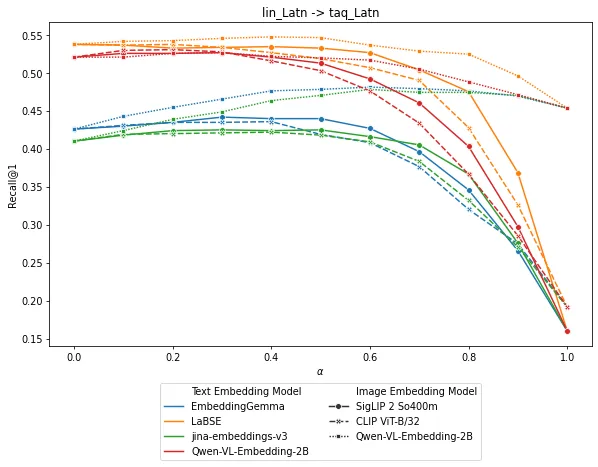 lin_Latn -> taq_Latn
Recall@1
0.55
0.50
0.45
0.40
0.35
0.30
0.25
0.20
0.15
0.0 0.2 0.4 0.6 0.8 1.0
α
Text Embedding Model Image Embedding Model
EmbeddingGemma SigLIP 2 So400m
LaBSE CLIP ViT-B/32
jina-embeddings-v3 Qwen-VL-Embedding-2B
Qwen-VL-Embedding-2B